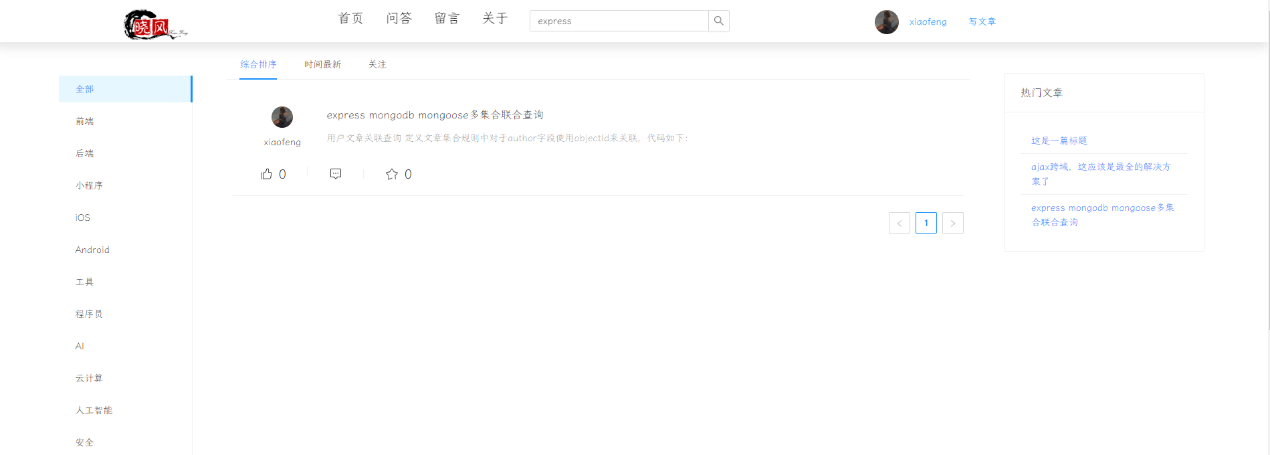 晓风
首页 问答 留言 关于
express
xiaofeng 写文章
综合排序 时间最新 关注
全部
前端
后端
小程序
iOS
Android
工具
程序员
AI
云计算
人工智能
安全
xiaofeng
express mongodb mongoose多集合联合查询
用户文章关联查询 定义文章集合规则中对于author字段使用objectId来关联，代码如下：
0 0
< 1 >
热门文章
这是一篇标题
ajax跨域，这应该是最全的解决方
案了
express mongodb mongoose多集
合联合查询